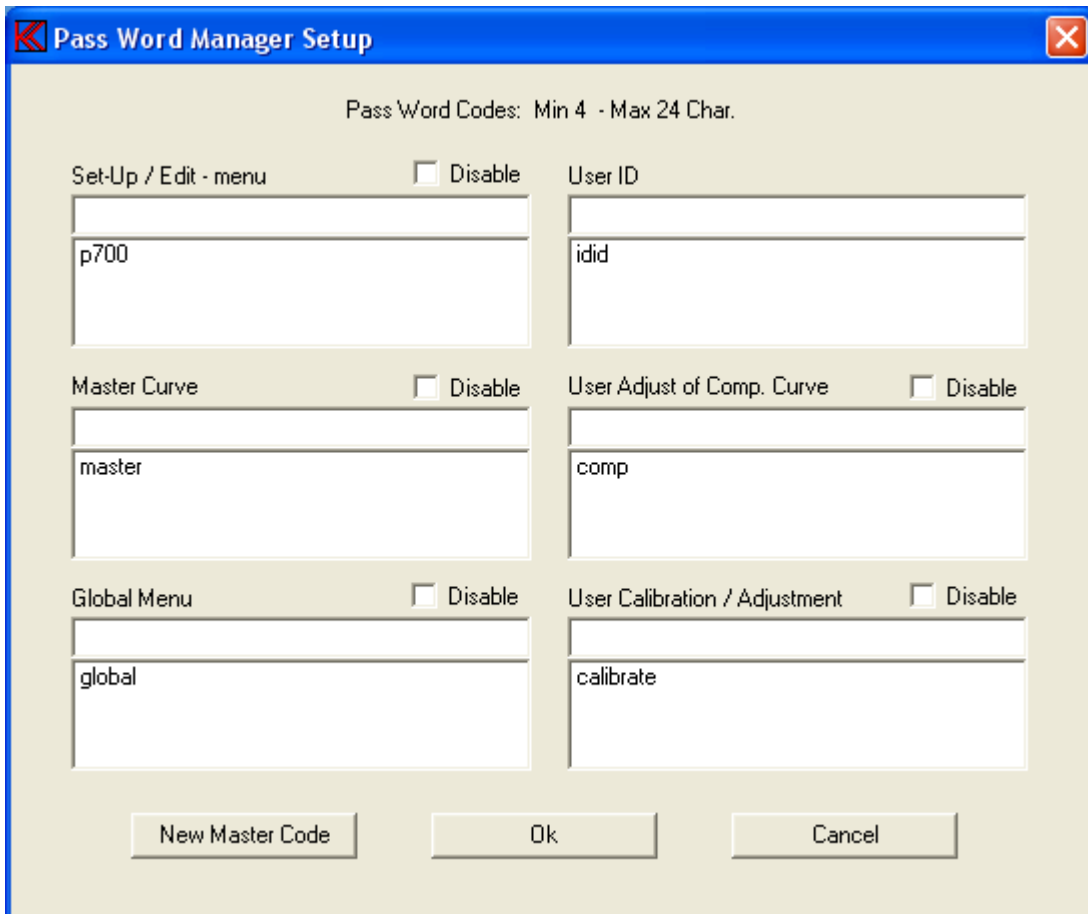 Pass Word Manager Setup
Pass Word Codes:  Min 4  - Max 24 Char.
Set-Up / Edit - menu
Disable
User ID
p700
idid
Master Curve
Disable
User Adjust of Comp. Curve
Disable
master
comp
Global Menu
Disable
User Calibration / Adjustment
Disable
global
calibrate
New Master Code
Ok
Cancel